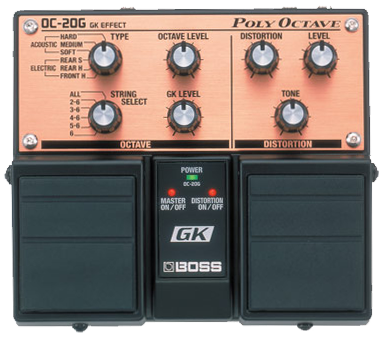 OC-20G GK EFFECT
POLY OCTAVE
HARD
ACOUSTIC MEDIUM
SOFT
REAR S
ELECTRIC REAR H
FRONT H
TYPE
OCTAVE LEVEL
DISTORTION
LEVEL
ALL
2-6
3-6
4-6
5-6
6
STRING
SELECT
GK LEVEL
TONE
OCTAVE
DISTORTION
POWER
OC-20G
MASTER
ON/OFF
DISTORTION
ON/OFF
GK
BOSS